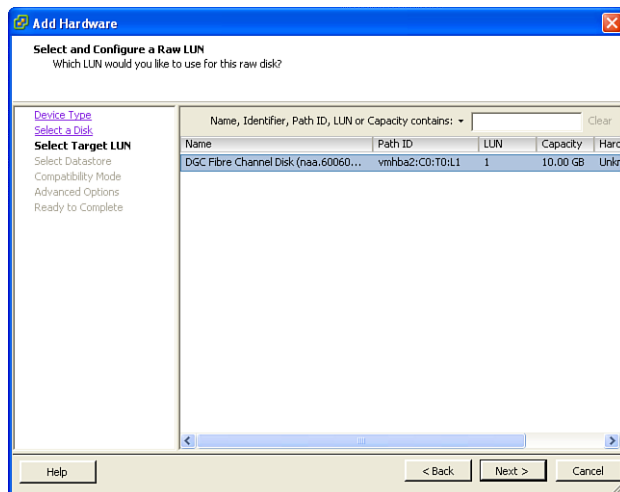 Add Hardware
Select and Configure a Raw LUN
Which LUN would you like to use for this raw disk?
Device Type
Select a Disk
Select Target LUN
Select Datastore
Compatibility Mode
Advanced Options
Ready to Complete
Name, Identifier, Path ID, LUN or Capacity contains: Clear
Name Path ID LUN Capacity Hard
DGC Fibre Channel Disk (naa.60060... vmhba2:C0:T0:L1 1 10.00 GB Unkn
Help < Back Next > Cancel